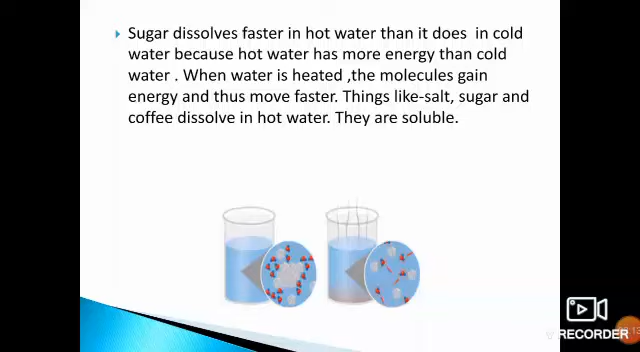 Sugar dissolves faster in hot water than it does in cold
water because hot water has more energy than cold
water . When water is heated ,the molecules gain
energy and thus move faster. Things like-salt, sugar and
coffee dissolve in hot water. They are soluble.
RECORDER